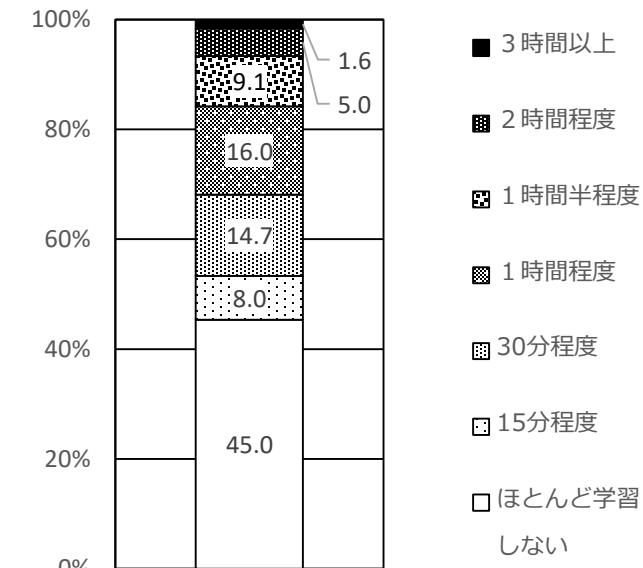 100%
80%
60%
40%
20%
0%
1.6
5.0
9.1
16.0
14.7
8.0
45.0
３時間以上
２時間程度
１時間半程度
１時間程度
30分程度
15分程度
ほとんど学習
しない